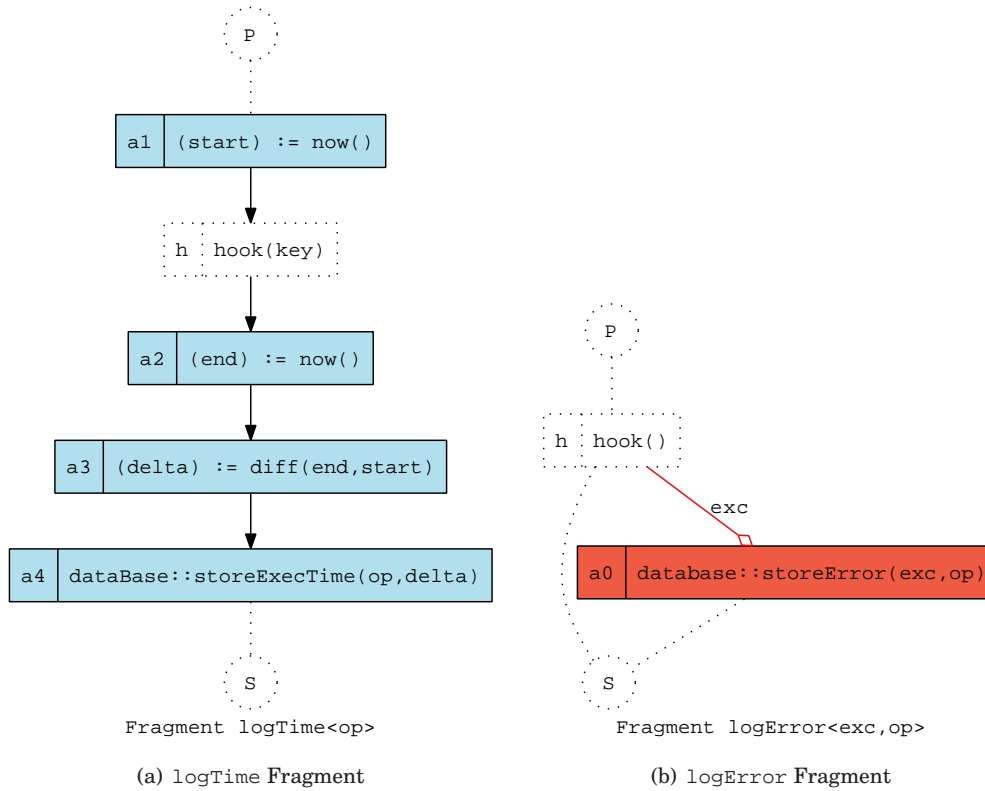 P
a1 (start) := now()
h hook(key)
a2 (end) := now()
a3 (delta) := diff(end,start)
a4 dataBase::storeExecTime(op,delta)
S
Fragment logTime<op>
(a) logTime Fragment
P
h hook()
exc
a0 database::storeError(exc,op)
S
Fragment logError<exc,op>
(b) logError Fragment